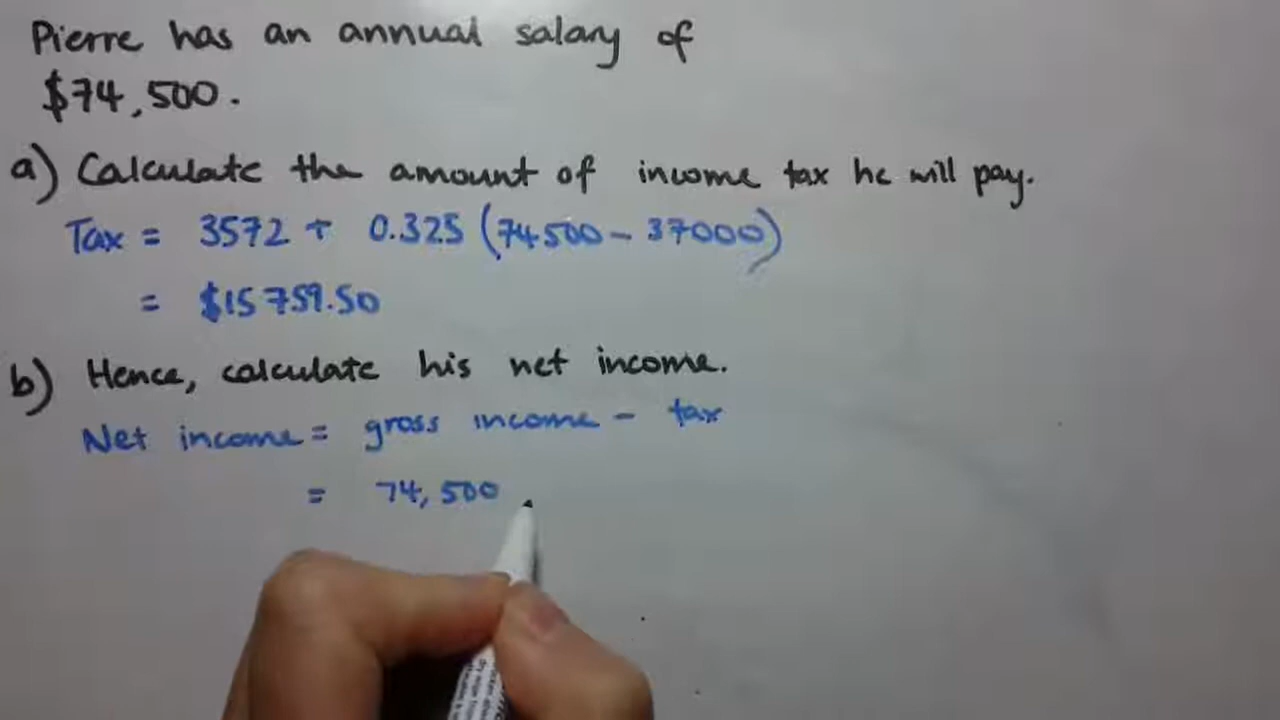 Pierre has an annual salary of
$74,500.
a) Calculate the amount of income tax he will pay.
Tax = 3572 + 0.325 (74500 - 37000)
= $15759.50
b) Hence, calculate his net income.
Net income = gross income - tax
= 74,500